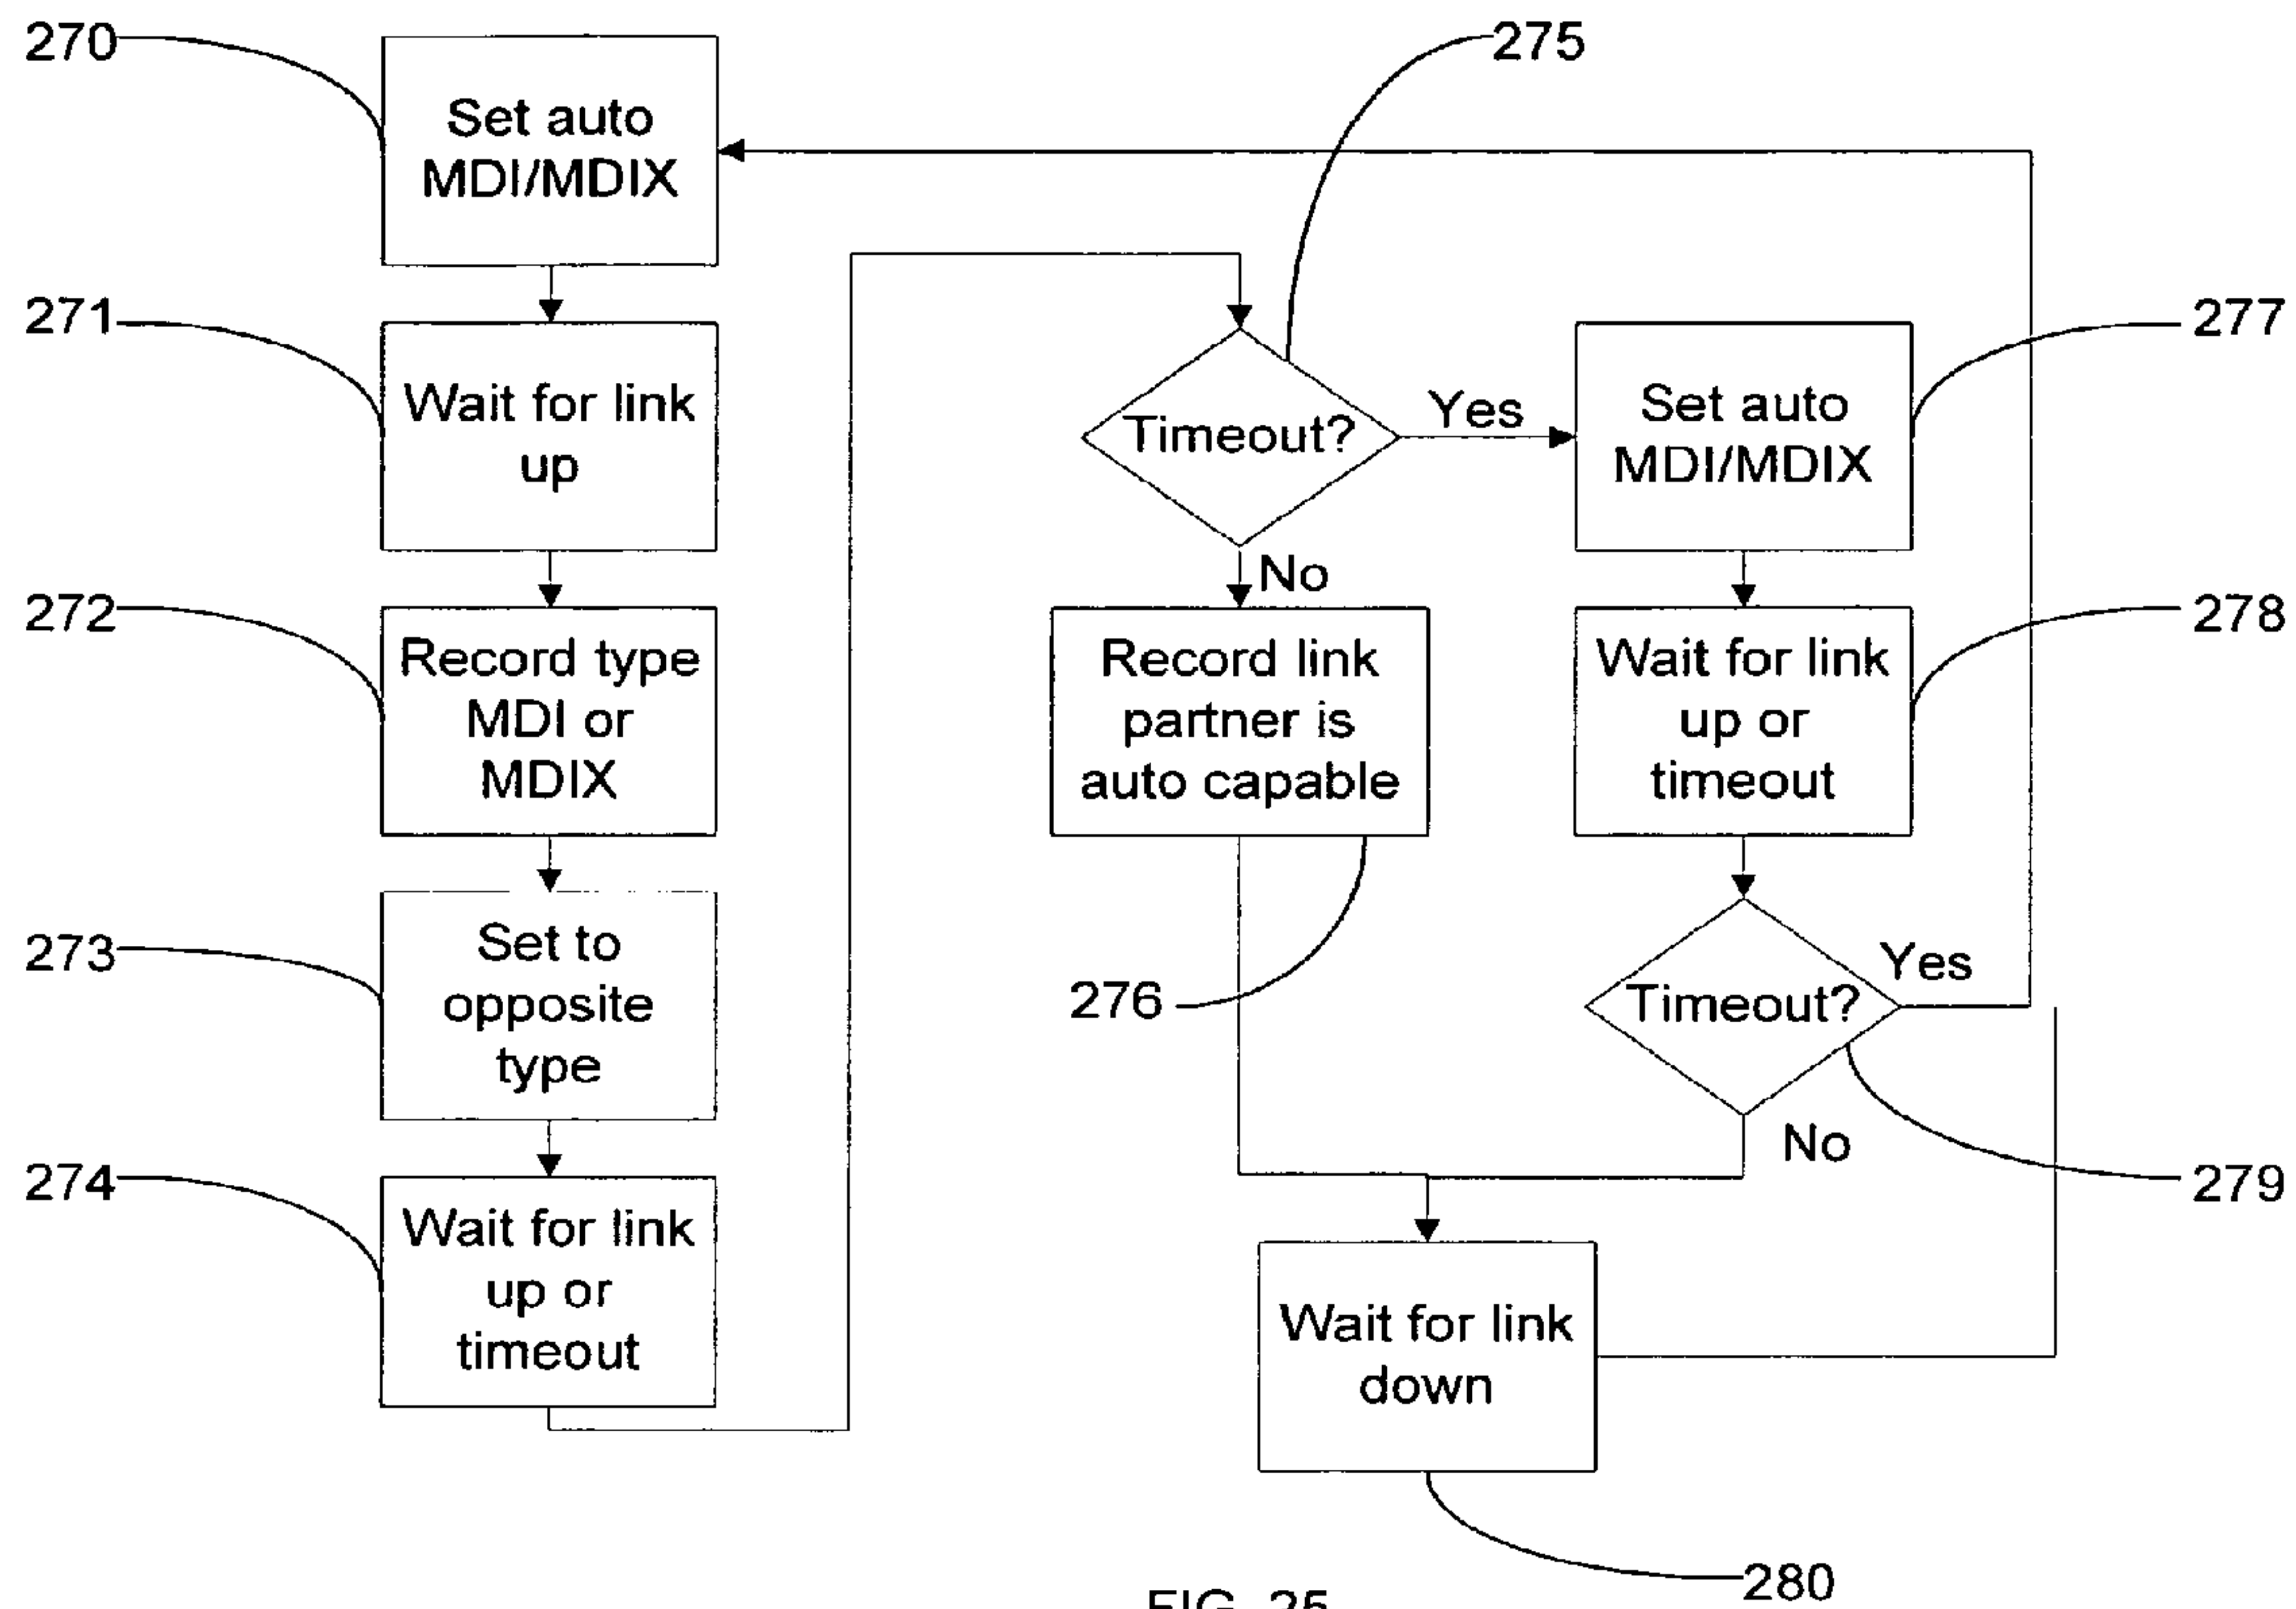 270
Set auto
MDI/MDIX
271
Wait for link
up
272
Record type
MDI or
MDIX
273
Set to
opposite
type
274
Wait for link
up or
timeout
275
Timeout?
Yes
No
276
Record link
partner is
auto capable
277
Set auto
MDI/MDIX
278
Wait for link
up or
timeout
Timeout?
Yes
No
279
Wait for link
down
280
FIG. 25